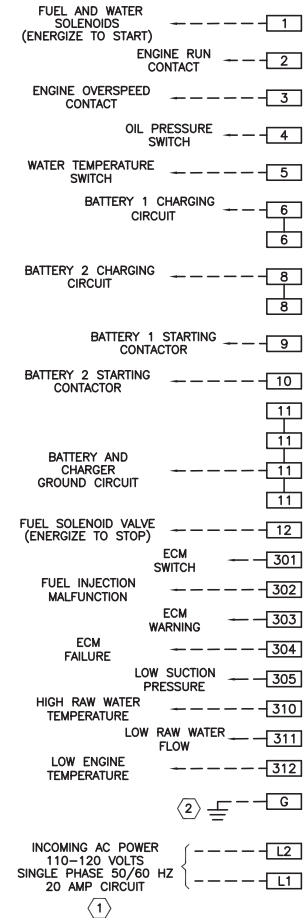 FUEL AND WATER
SOLENOIDS
(ENERGIZE TO START)
1
ENGINE RUN
CONTACT
2
ENGINE OVERSPEED
CONTACT
3
OIL PRESSURE
SWITCH
4
WATER TEMPERATURE
SWITCH
5
BATTERY 1 CHARGING
CIRCUIT
6
6
BATTERY 2 CHARGING
CIRCUIT
8
8
BATTERY 1 STARTING
CONTACTOR
9
BATTERY 2 STARTING
CONTACTOR
10
11
11
BATTERY AND
CHARGER
GROUND CIRCUIT
11
11
FUEL SOLENOID VALVE
(ENERGIZE TO STOP)
12
ECM
SWITCH
301
FUEL INJECTION
MALFUNCTION
302
ECM
WARNING
303
ECM
FAILURE
304
LOW SUCTION
PRESSURE
305
HIGH RAW WATER
TEMPERATURE
310
LOW RAW WATER
FLOW
311
LOW ENGINE
TEMPERATURE
312
2
G
INCOMING AC POWER
110-120 VOLTS
SINGLE PHASE 50/60 HZ
20 AMP CIRCUIT
L2
L1
1